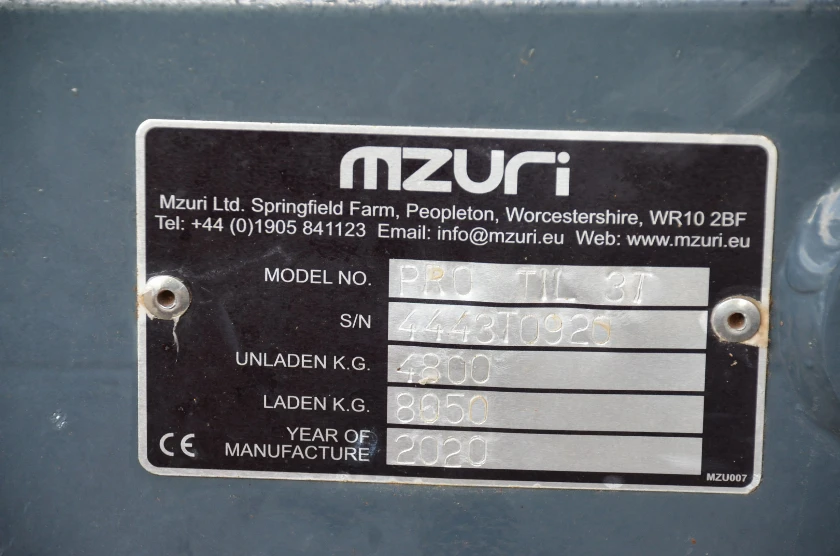 mzuri
Mzuri Ltd. Springfield Farm, Peopleton, Worcestershire, WR10 2BF
Tel: +44 (0)1905 841123 Email: info@mzuri.eu Web: www.mzuri.eu
MODEL NO. PRO TIL 3T
S/N 4443T0920
UNLADEN K.G. 4800
LADEN K.G. 8050
YEAR OF
MANUFACTURE 2020
CE
MZU007